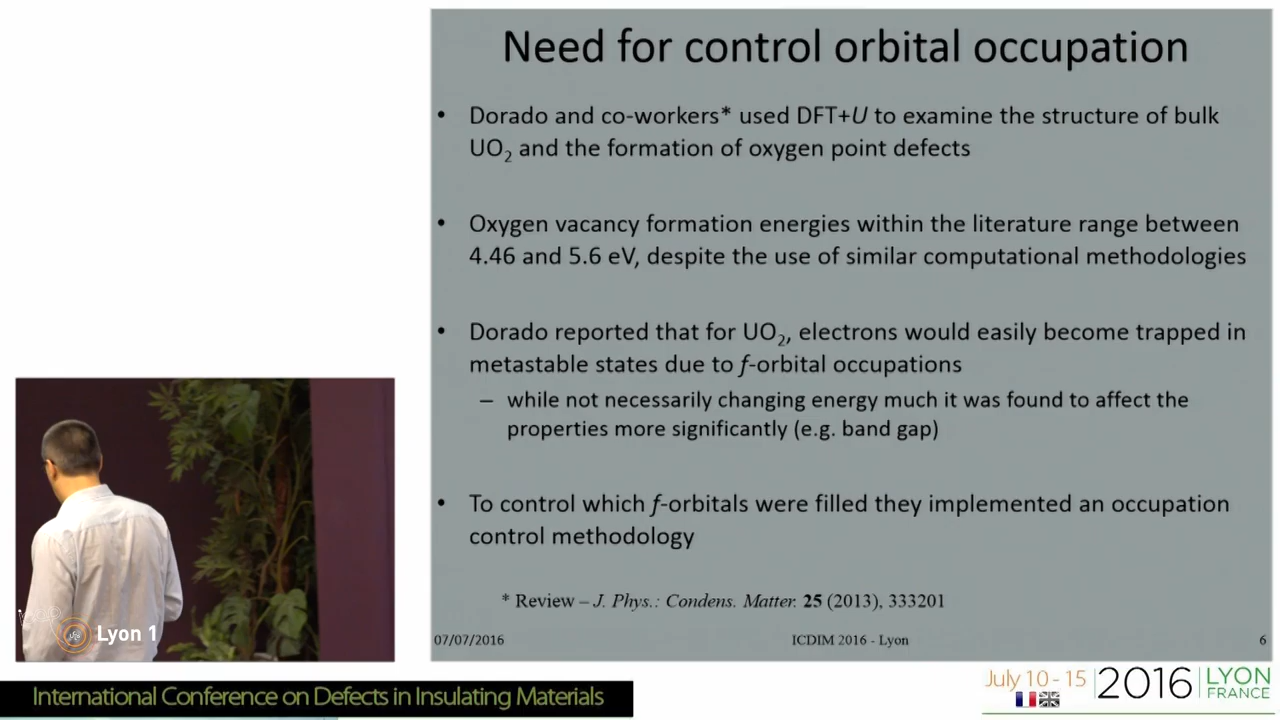 Need for control orbital occupation
• Dorado and co-workers* used DFT+U to examine the structure of bulk
UO2 and the formation of oxygen point defects
• Oxygen vacancy formation energies within the literature range between
4.46 and 5.6 eV, despite the use of similar computational methodologies
• Dorado reported that for UO2, electrons would easily become trapped in
metastable states due to f-orbital occupations
– while not necessarily changing energy much it was found to affect the
properties more significantly (e.g. band gap)
• To control which f-orbitals were filled they implemented an occupation
control methodology
* Review – J. Phys.: Condens. Matter. 25 (2013), 333201
07/07/2016
ICDIM 2016 - Lyon
6
Lyon 1
International Conference on Defects in Insulating Materials
July 10 - 15
2016
LYON
FRANCE